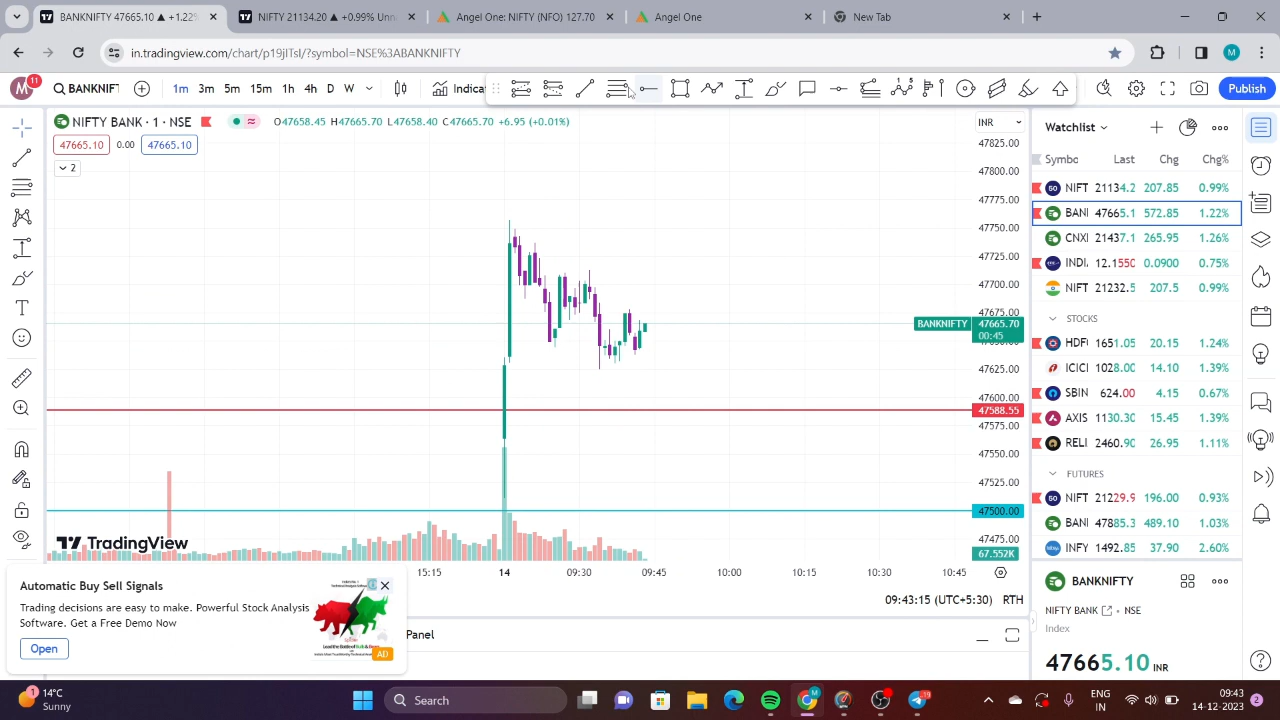 47665.70 ▲ +1.22%
NIFTY 21134.20 ▲ +0.99% Unn
Angel One: NIFTY (NFO) 127.70
Angel One
New Tab
in.tradingview.com/chart/p19jITsI/?symbol=NSE%3ABANKNIFTY
M
M 11
BANKNIFT
1m 3m 5m 15m 1h 4h D W
Indica
Publish
NIFTY BANK · 1 · NSE
O47658.45 H47665.70 L47658.40 C47665.70 +6.95 (+0.01%)
INR
47665.10 0.00 47665.10
2
47825.00
47800.00
47775.00
47750.00
47725.00
47700.00
47675.00
BANKNIFTY 47665.70
00:45
47625.00
47600.00
47588.55
47575.00
47550.00
47525.00
47500.00
47475.00
67.552K
TradingView
15:15 14 09:30 09:45 10:00 10:15 10:30 10:45
09:43:15 (UTC+5:30) RTH
Panel
Automatic Buy Sell Signals
Trading decisions are easy to make. Powerful Stock Analysis
Software. Get a Free Demo Now
Open
AD
Watchlist
Symbo Last Chg Chg%
NIFT 21134.2 207.85 0.99%
BANI 47665.1 572.85 1.22%
CNXI 21437.1 265.95 1.26%
INDI. 12.1550 0.0900 0.75%
NIFT 21232.5 207.5 0.99%
STOCKS
HDFC 1651.05 20.15 1.24%
ICICI 1028.00 14.10 1.39%
SBIN 624.00 4.15 0.67%
AXIS 1130.30 15.45 1.39%
RELI 2460.90 26.95 1.11%
FUTURES
NIFT 21229.9 196.00 0.93%
BANI 47885.3 489.10 1.03%
INFY 1492.85 37.90 2.60%
BANKNIFTY
NIFTY BANK • NSE
Index
47665.10 INR
1
14°C
Sunny
Search
ENG
IN
09:43
14-12-2023
2